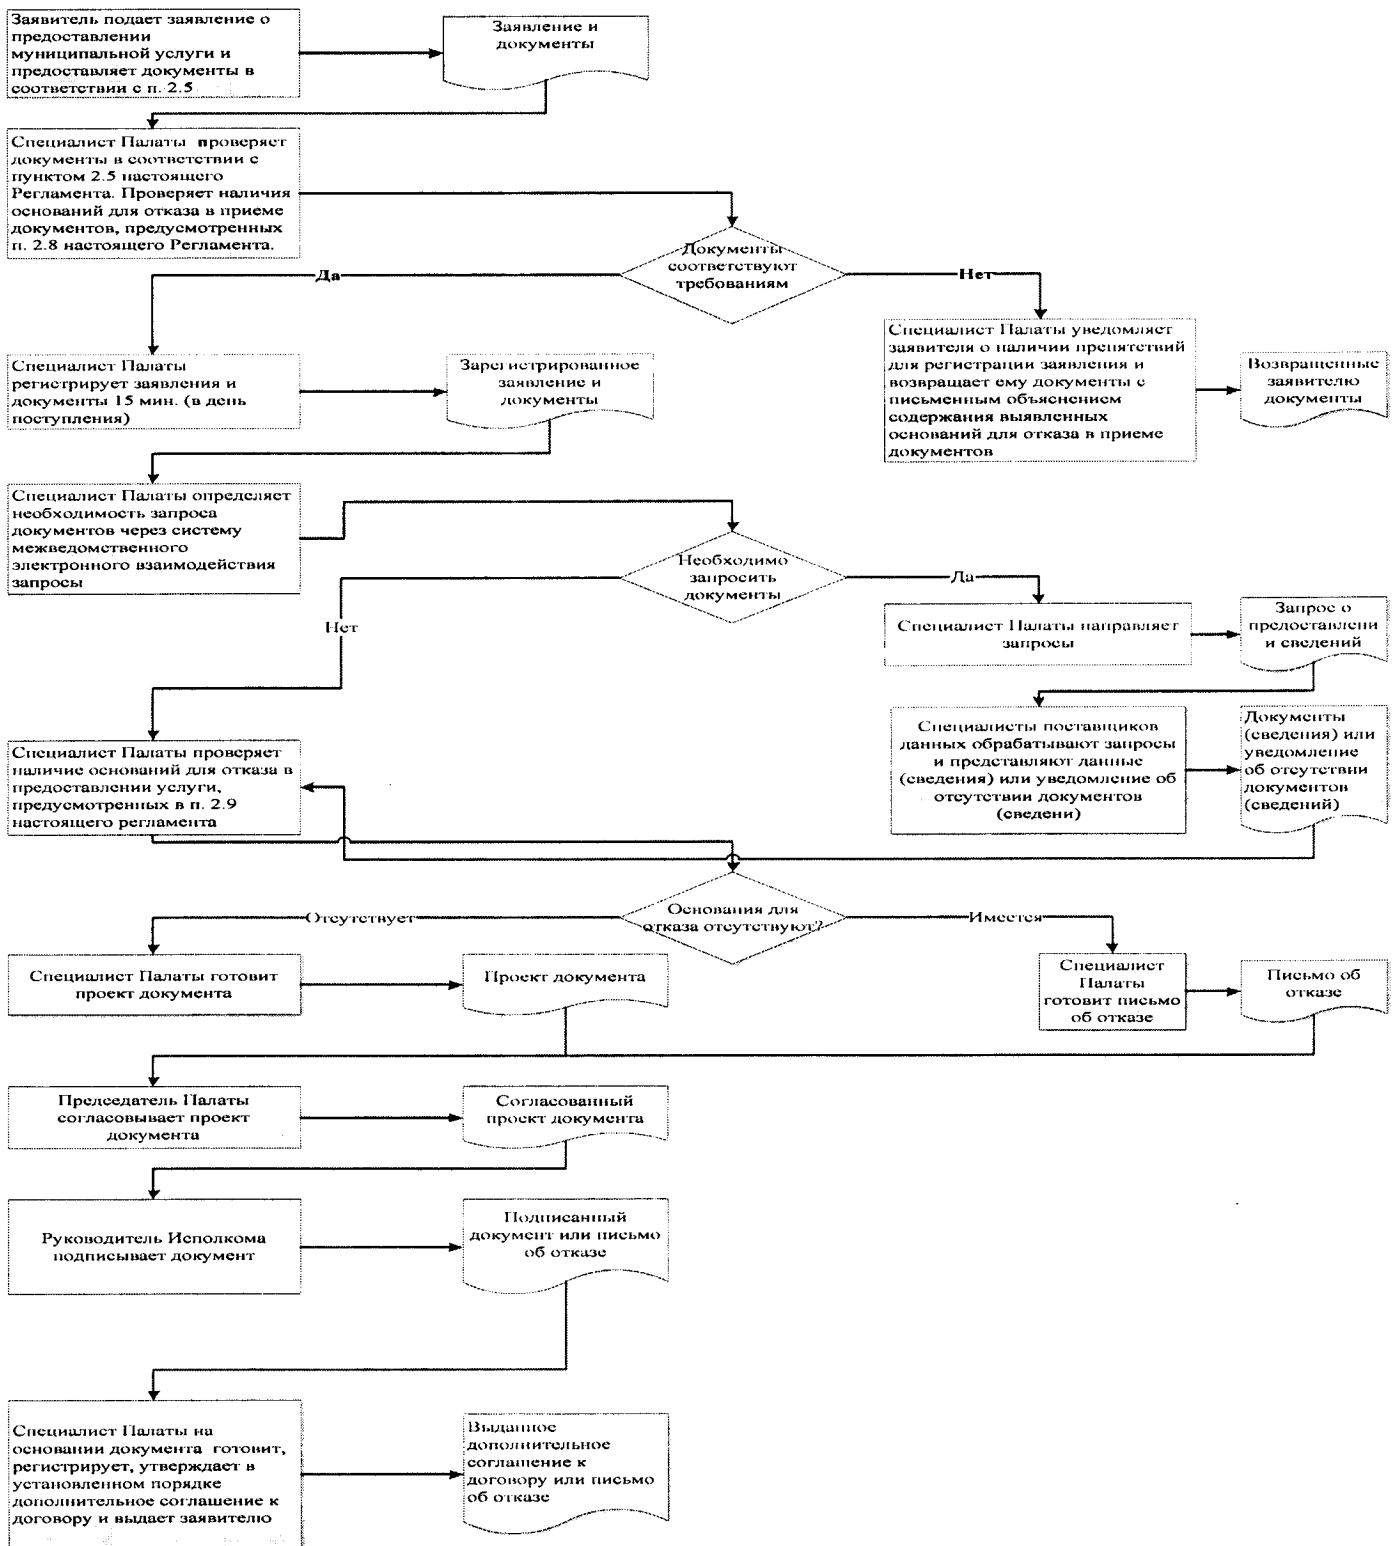 Заявитель подает заявление о
предоставлении
муниципальной услуги и
предоставляет документы в
соответствии с п. 2.5
Заявление и
документы
Специалист Палаты проверяет
документы в соответствии с
пунктом 2.5 настоящего
Регламента. Проверяет наличия
оснований для отказа в приеме
документов, предусмотренных
п. 2.8 настоящего Регламента.
Документы
соответствуют
требованиям
Да
Нет
Специалист Палаты
регистрирует заявления и
документы 15 мин. (в день
поступления)
Зарегистрированное
заявление и
документы
Специалист Палаты уведомляет
заявителя о наличии препятствий
для регистрации заявления и
возвращает ему документы с
письменным объяснением
содержания выявленных
оснований для отказа в приеме
документов
Возвращенные
заявителю
документы
Специалист Палаты определяет
необходимость запроса
документов через систему
межведомственного
электронного взаимодействия
запросы
Необходимо
запросить
документы
Да
Нет
Специалист Палаты направляет
запросы
Запрос о
предоставлени
и сведений
Специалисты поставщиков
данных обрабатывают запросы
и представляют данные
(сведения) или уведомление об
отсутствии документов
(сведени)
Документы
(сведения) или
уведомление
об отсутствии
документов
(сведений)
Специалист Палаты проверяет
наличие оснований для отказа в
предоставлении услуги,
предусмотренных в п. 2.9
настоящего регламента
Основания для
отказа отсутствуют?
Отсутствует
Имеется
Специалист Палаты готовит
проект документа
Проект документа
Специалист
Палаты
готовит письмо
об отказе
Письмо об
отказе
Председатель Палаты
согласовывает проект
документа
Согласованный
проект документа
Руководитель Исполкома
подписывает документ
Подписанный
документ или письмо
об отказе
Специалист Палаты на
основании документа готовит,
регистрирует, утверждает в
установленном порядке
дополнительное соглашение к
договору и выдает заявителю
Выданное
дополнительное
соглашение к
договору или письмо
об отказе